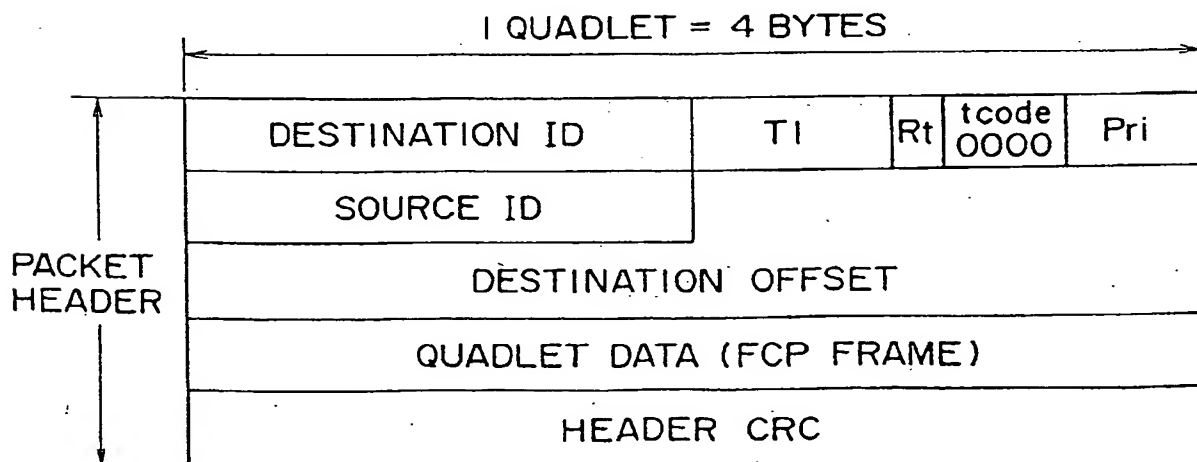 1 QUADLET = 4 BYTES
DESTINATION ID TI Rt tcode 0000 Pri
SOURCE ID
PACKET HEADER
DESTINATION OFFSET
QUADLET DATA (FCP FRAME)
HEADER CRC